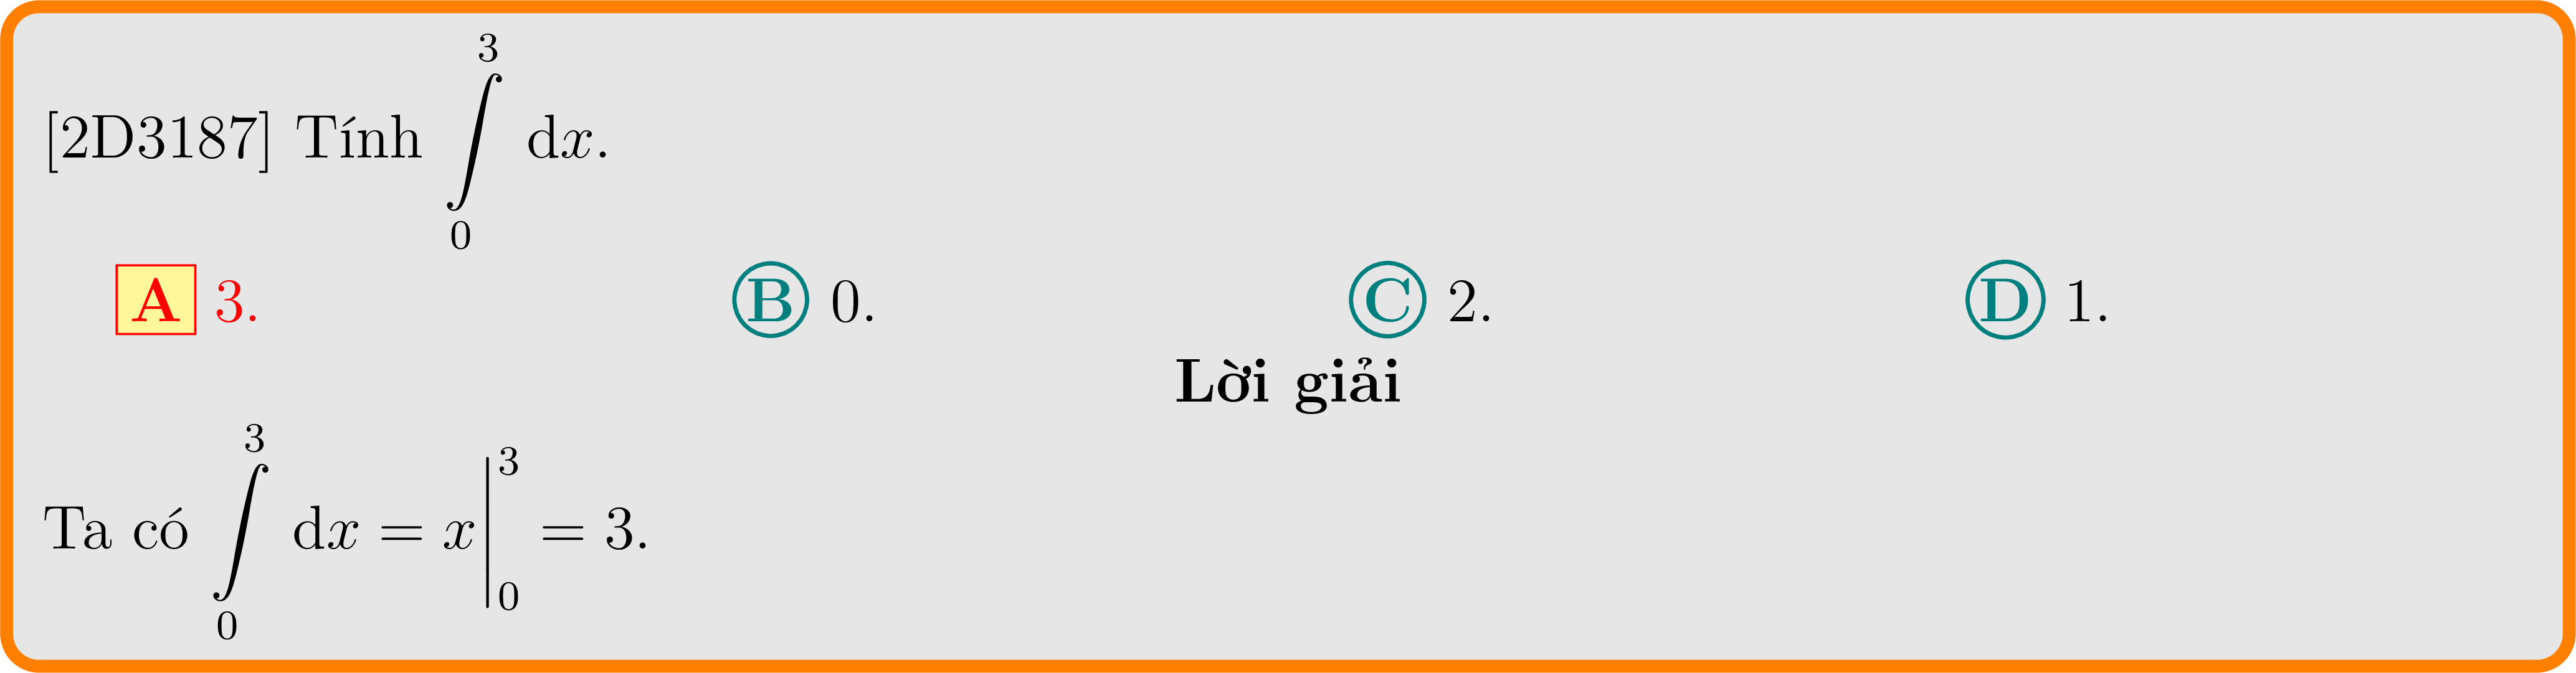 [2D3187] Tính $\int\limits_0^3 \mathrm{d}x$.
A 3. B 0. C 2. D 1.
Lời giải
Ta có $\int\limits_0^3 \mathrm{d}x = x\Big|_0^3 = 3$.